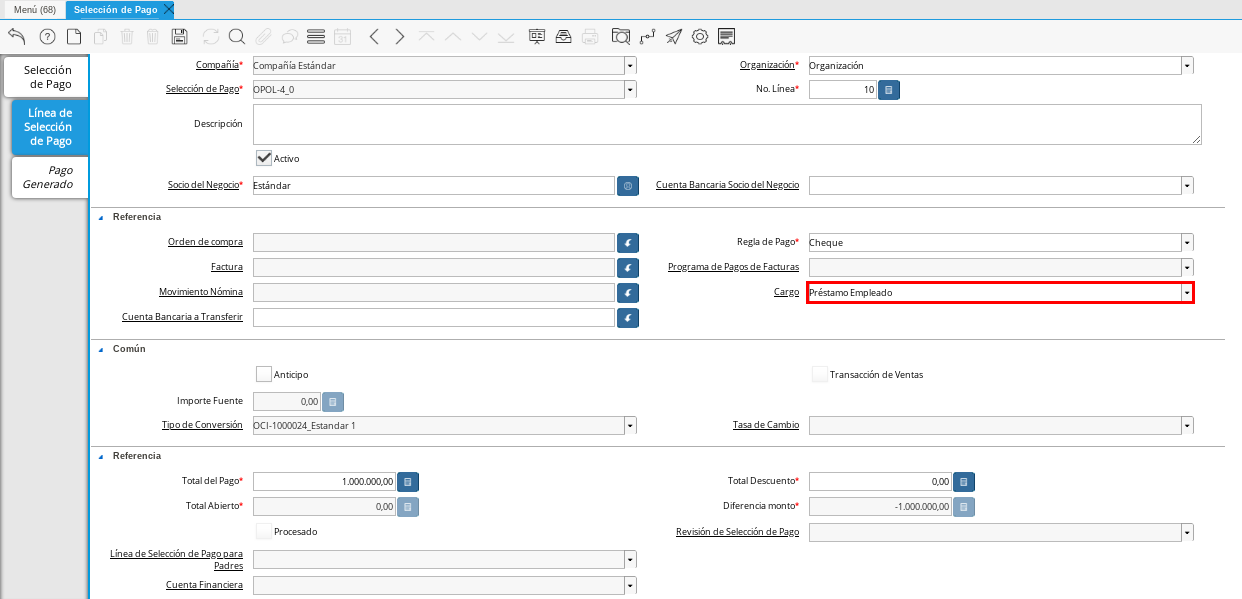 Menú (68) Selección de Pago
Selección de Pago
Línea de Selección de Pago
Pago Generado
Compañía* Compañía Estándar Organización* Organización
Selección de Pago* OPOL-4_0 No. Línea* 10
Descripción
Activo
Socio del Negocio* Estándar Cuenta Bancaria Socio del Negocio
Referencia
Orden de compra Regla de Pago* Cheque
Factura Programa de Pagos de Facturas
Movimiento Nómina Cargo Préstamo Empleado
Cuenta Bancaria a Transferir
Común
Anticipo Transacción de Ventas
Importe Fuente 0,00
Tipo de Conversión OCI-1000024_Estandar 1 Tasa de Cambio
Referencia
Total del Pago* 1.000.000,00 Total Descuento* 0,00
Total Abierto* 0,00 Diferencia monto* -1.000.000,00
Procesado Revisión de Selección de Pago
Línea de Selección de Pago para
Padres
Cuenta Financiera